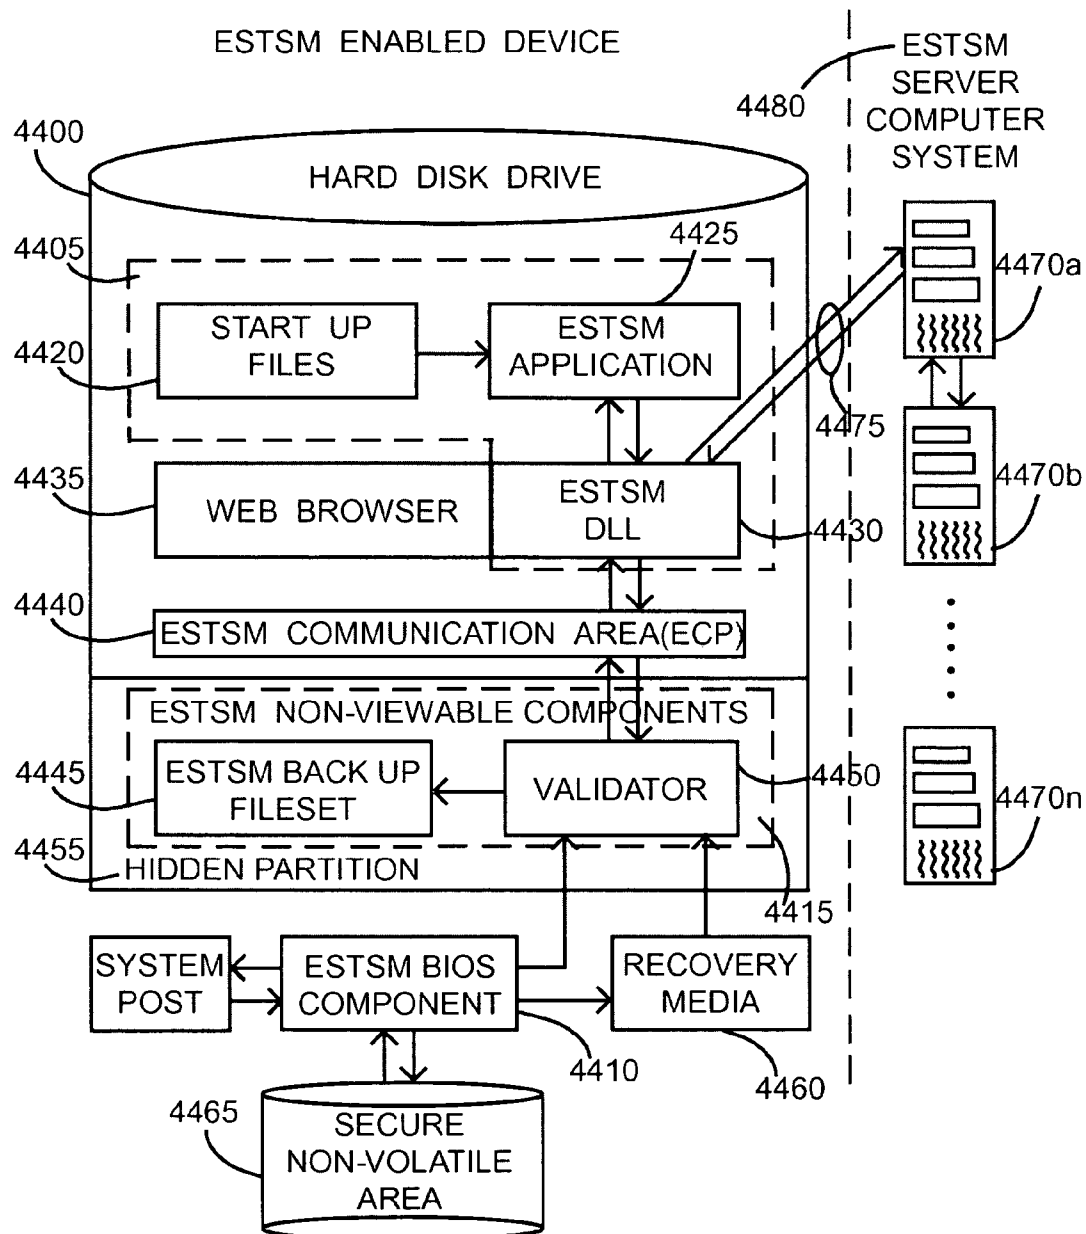 ESTSM ENABLED DEVICE
4480
ESTSM
SERVER
COMPUTER
SYSTEM
4400
HARD DISK DRIVE
4405
4425
4470a
START UP
FILES
ESTSM
APPLICATION
4420
4475
4435
WEB BROWSER
ESTSM
DLL
4430
4470b
4440
ESTSM COMMUNICATION AREA(ECP)
ESTSM NON-VIEWABLE COMPONENTS
4445
ESTSM BACK UP
FILESET
VALIDATOR
4450
4470n
4455
HIDDEN PARTITION
4415
SYSTEM
POST
ESTSM BIOS
COMPONENT
RECOVERY
MEDIA
4410
4460
4465
SECURE
NON-VOLATILE
AREA